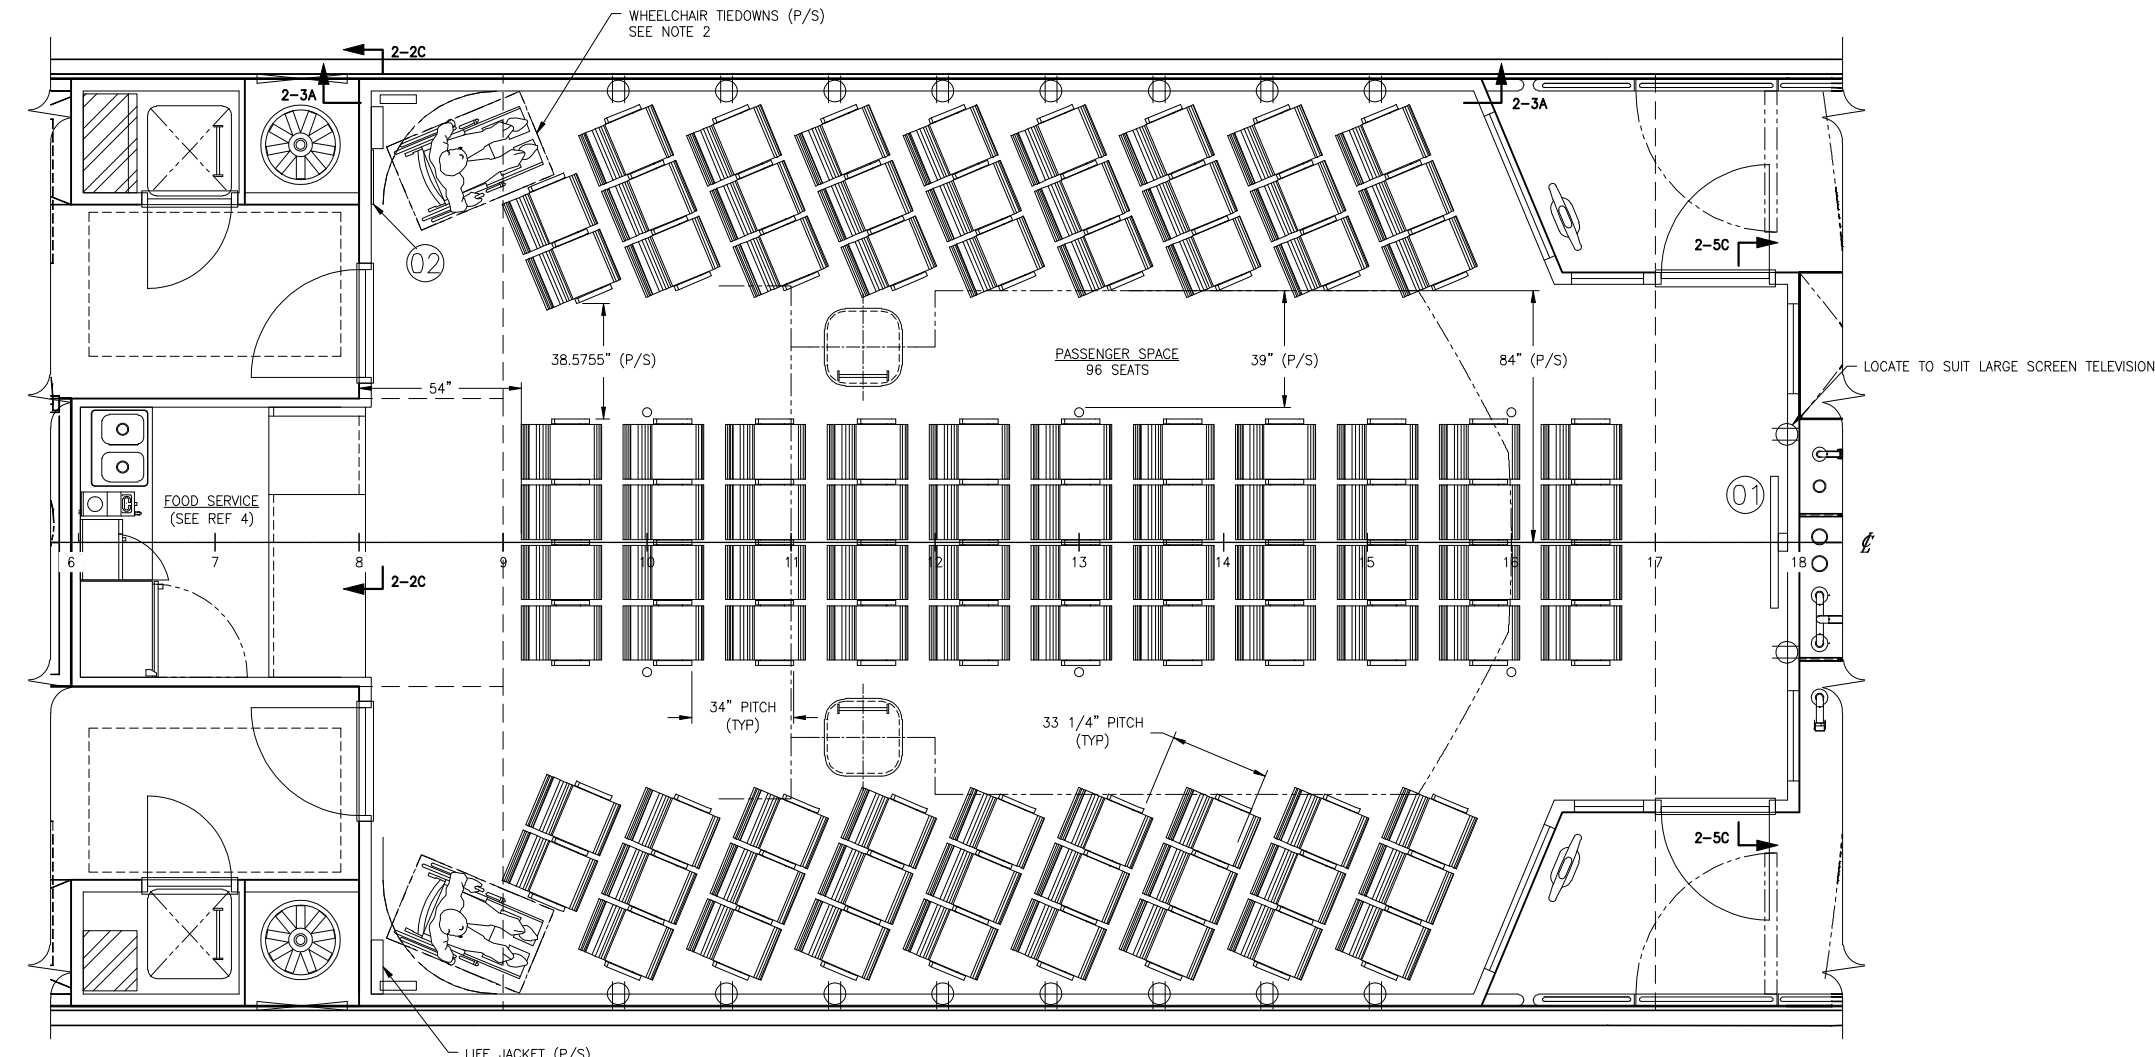 WHEELCHAIR TIEDOWNS (P/S)
SEE NOTE 2
2-2C
2-3A
2-3A
02
2-5C
38.5755" (P/S)
PASSENGER SPACE
96 SEATS
39" (P/S)
84" (P/S)
LOCATE TO SUIT LARGE SCREEN TELEVISION
54"
FOOD SERVICE
(SEE REF 4)
01
6 7 8 9 10 11 12 13 14 15 16 17 18
2-2C
34" PITCH
(TYP)
33 1/4" PITCH
(TYP)
2-5C
LIFE JACKET (P/S)